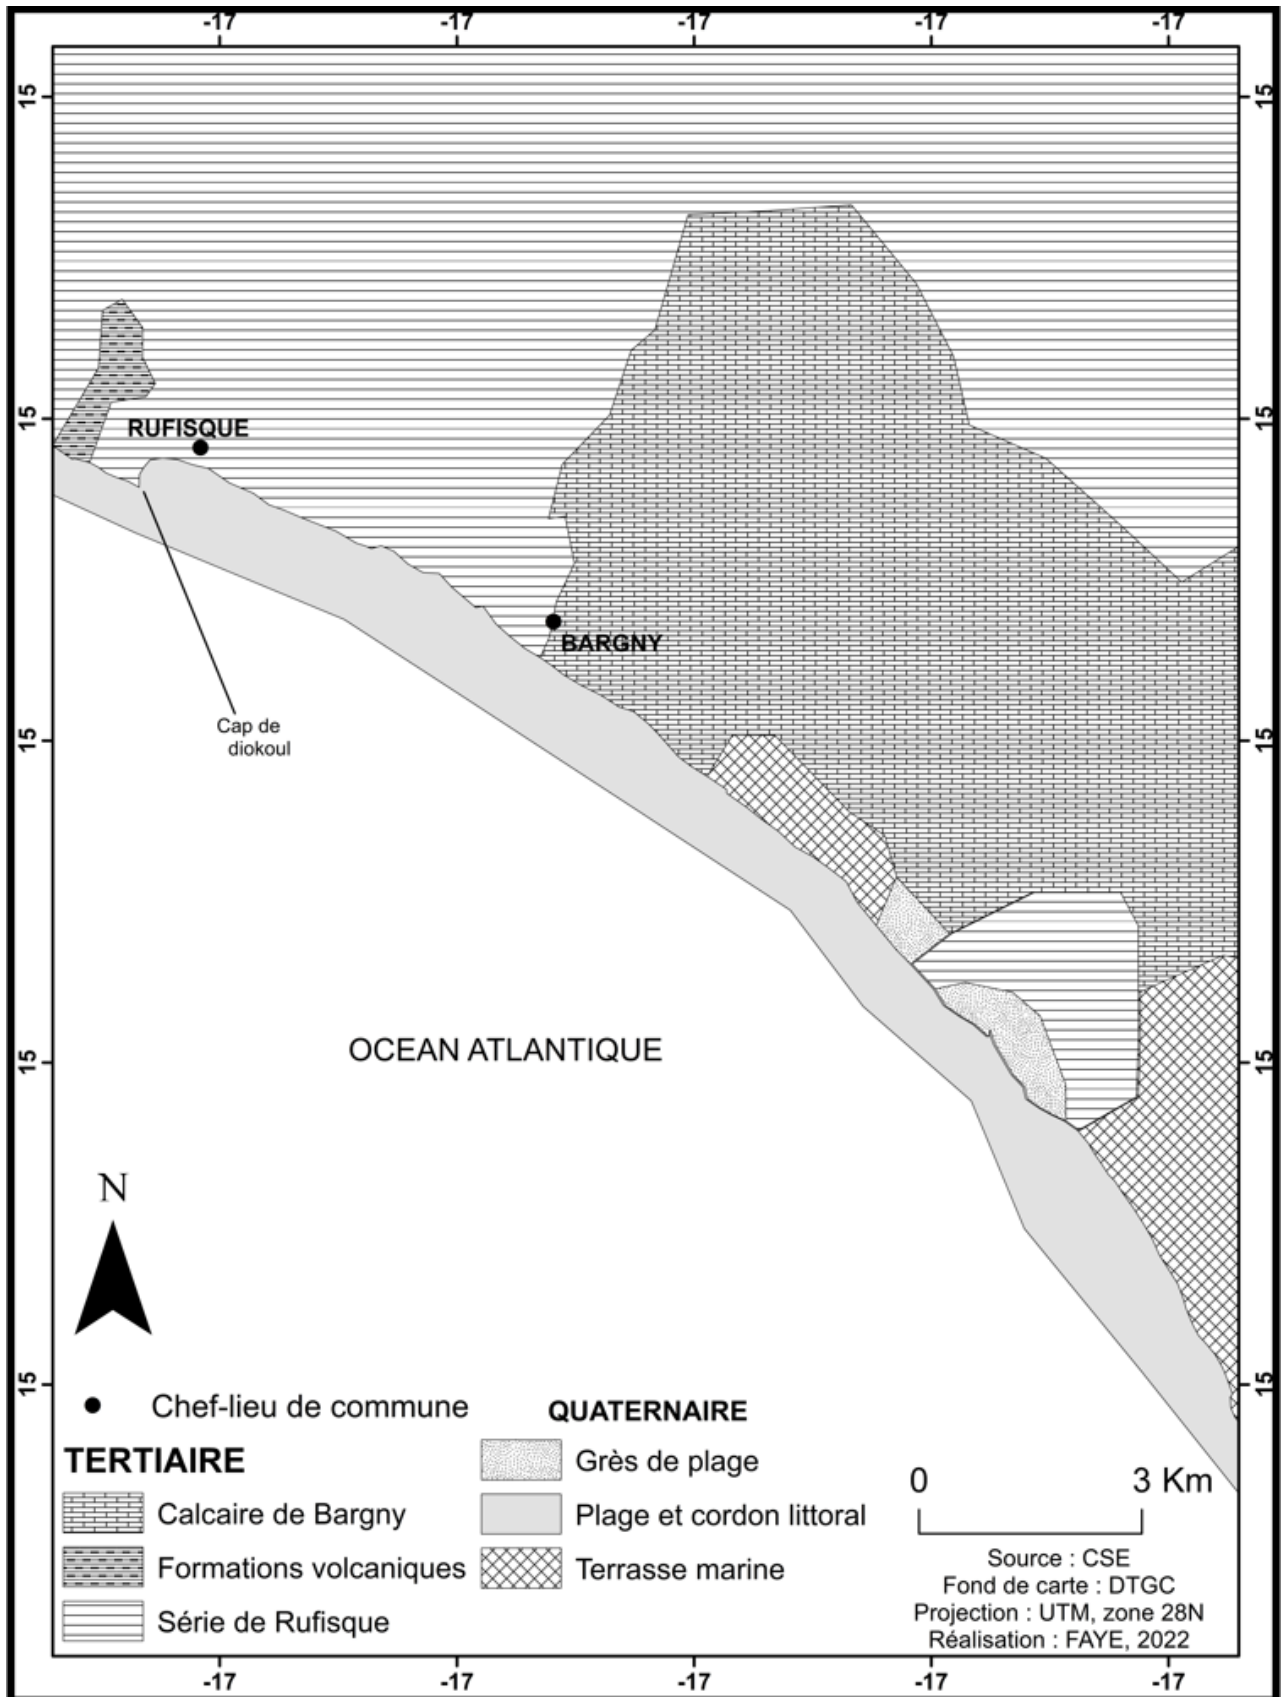 -17 -17 -17 -17 -17
15 15
15 15
RUFISQUE
BARGNY
Cap de
diokoul
15 15
OCEAN ATLANTIQUE
15 15
N
15 15
Chef-lieu de commune
TERTIAIRE
Calcaire de Bargny
Formations volcaniques
Série de Rufisque
QUATERNAIRE
Grès de plage
Plage et cordon littoral
Terrasse marine
0 3 Km
Source : CSE
Fond de carte : DTGC
Projection : UTM, zone 28N
Réalisation : FAYE, 2022
-17 -17 -17 -17 -17